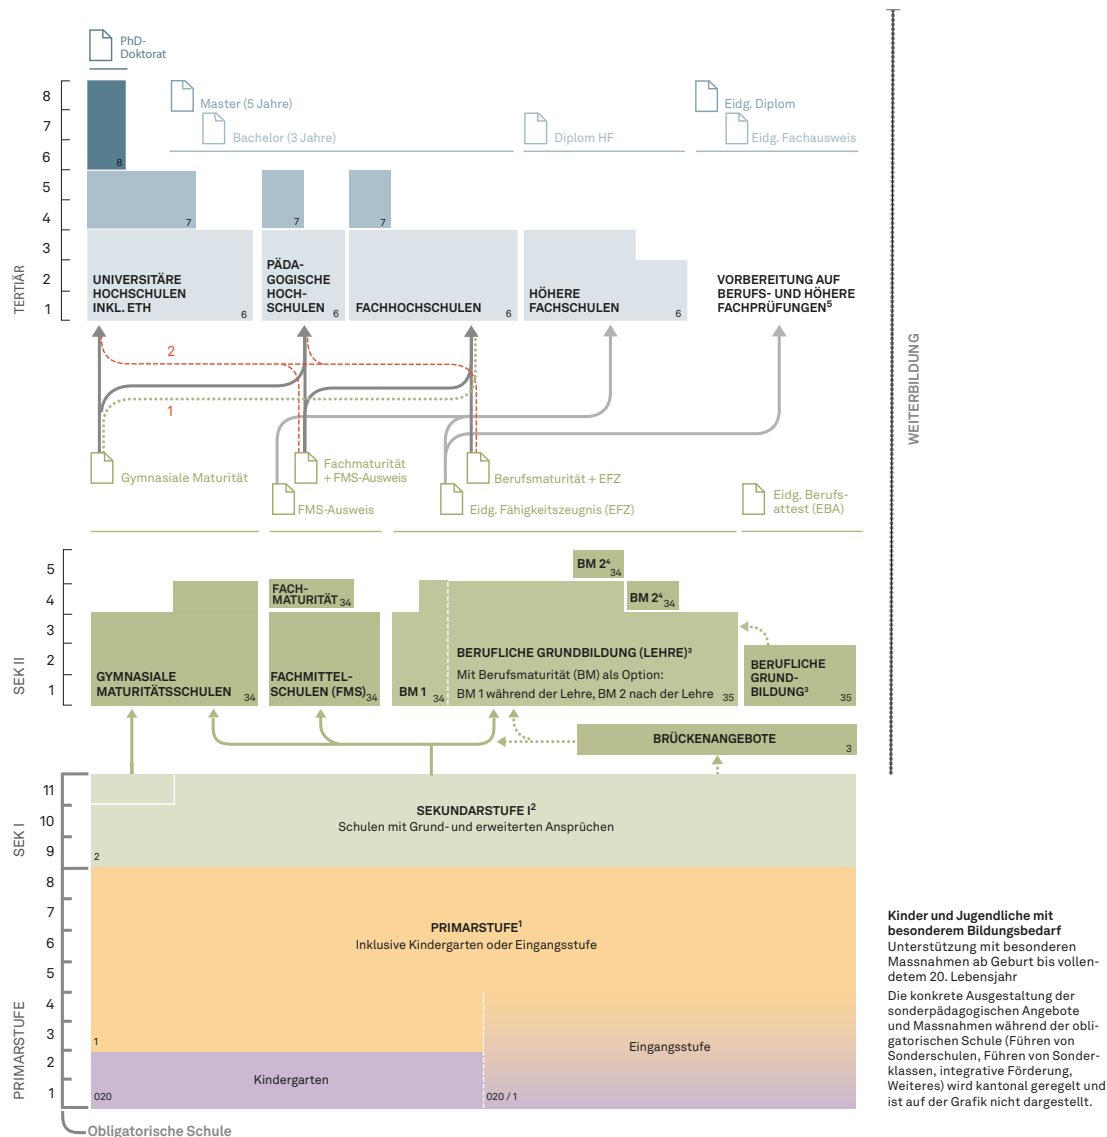 PhD-
Doktorat
Master (5 Jahre)
Bachelor (3 Jahre)
Diplom HF
Eidg. Diplom
Eidg. Fachausweis
TERTIÄR
8
7
6
5
4
3
2
1
8
7
7
7
UNIVERSITÄRE
HOCHSCHULEN
INKL. ETH
6
PÄDA-
GOGISCHE
HOCH-
SCHULEN
6
FACHHOCHSCHULEN
6
HÖHERE
FACHSCHULEN
6
VORBEREITUNG AUF
BERUFS- UND HÖHERE
FACHPRÜFUNGEN⁵
2
1
WEITERBILDUNG
Gymnasiale Maturität
Fachmaturität
+ FMS-Ausweis
FMS-Ausweis
Berufsmaturität + EFZ
Eidg. Fähigkeitszeugnis (EFZ)
Eidg. Berufs-
attest (EBA)
SEK II
5
4
3
2
1
GYMNASIALE
MATURITÄTSSCHULEN
34
FACH-
MATURITÄT
34
FACHMITTEL-
SCHULEN (FMS)
34
BM 1
34
BM 2⁴
34
BM 2⁴
34
BERUFLICHE GRUNDBILDUNG (LEHRE)³
Mit Berufsmaturität (BM) als Option:
BM 1 während der Lehre, BM 2 nach der Lehre
35
BERUFLICHE
GRUND-
BILDUNG³
35
BRÜCKENANGEBOTE
3
SEK I
11
10
9
SEKUNDARSTUFE I²
Schulen mit Grund- und erweiterten Ansprüchen
2
PRIMARSTUFE
8
7
6
5
4
3
2
1
PRIMARSTUFE¹
Inklusive Kindergarten oder Eingangsstufe
1
Kindergarten
020
Eingangsstufe
020 / 1
Obligatorische Schule
Kinder und Jugendliche mit
besonderem Bildungsbedarf
Unterstützung mit besonderen
Massnahmen ab Geburt bis vollen-
detem 20. Lebensjahr
Die konkrete Ausgestaltung der
sonderpädagogischen Angebote
und Massnahmen während der obli-
gatorischen Schule (Führen von
Sonderschulen, Führen von Sonder-
klassen, integrative Förderung,
Weiteres) wird kantonal geregelt und
ist auf der Grafik nicht dargestellt.